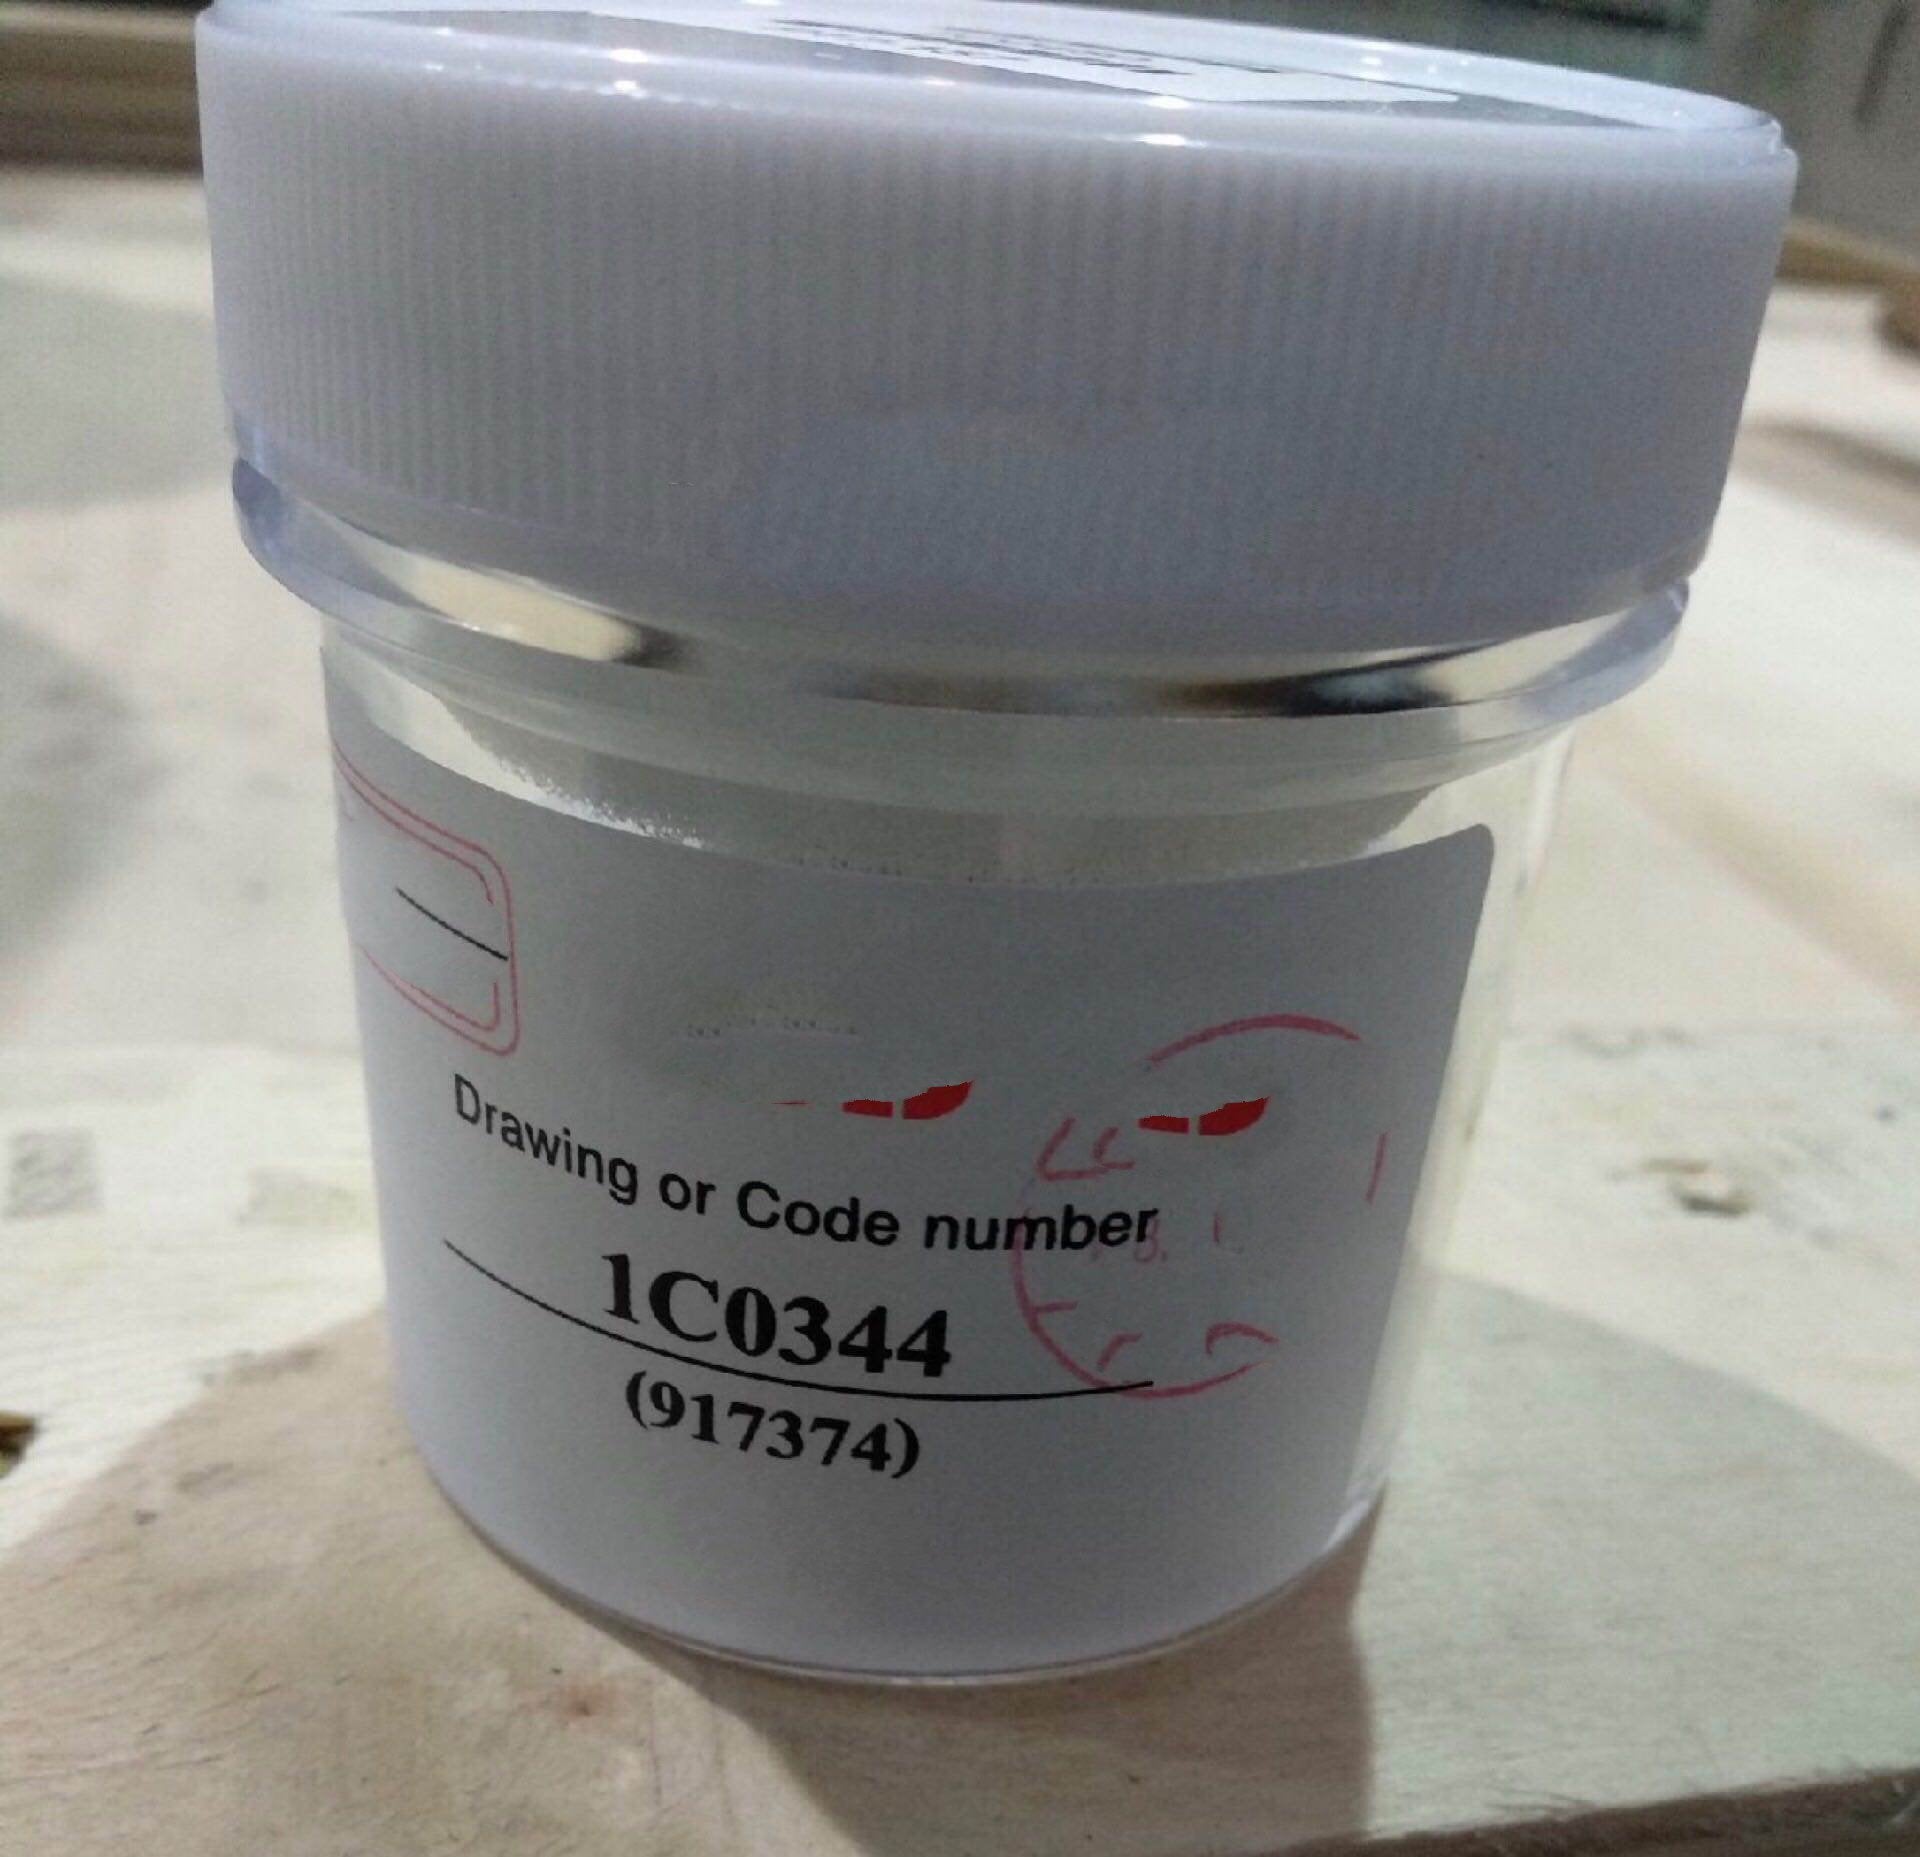 Drawing or Code number
1C0344
(917374)